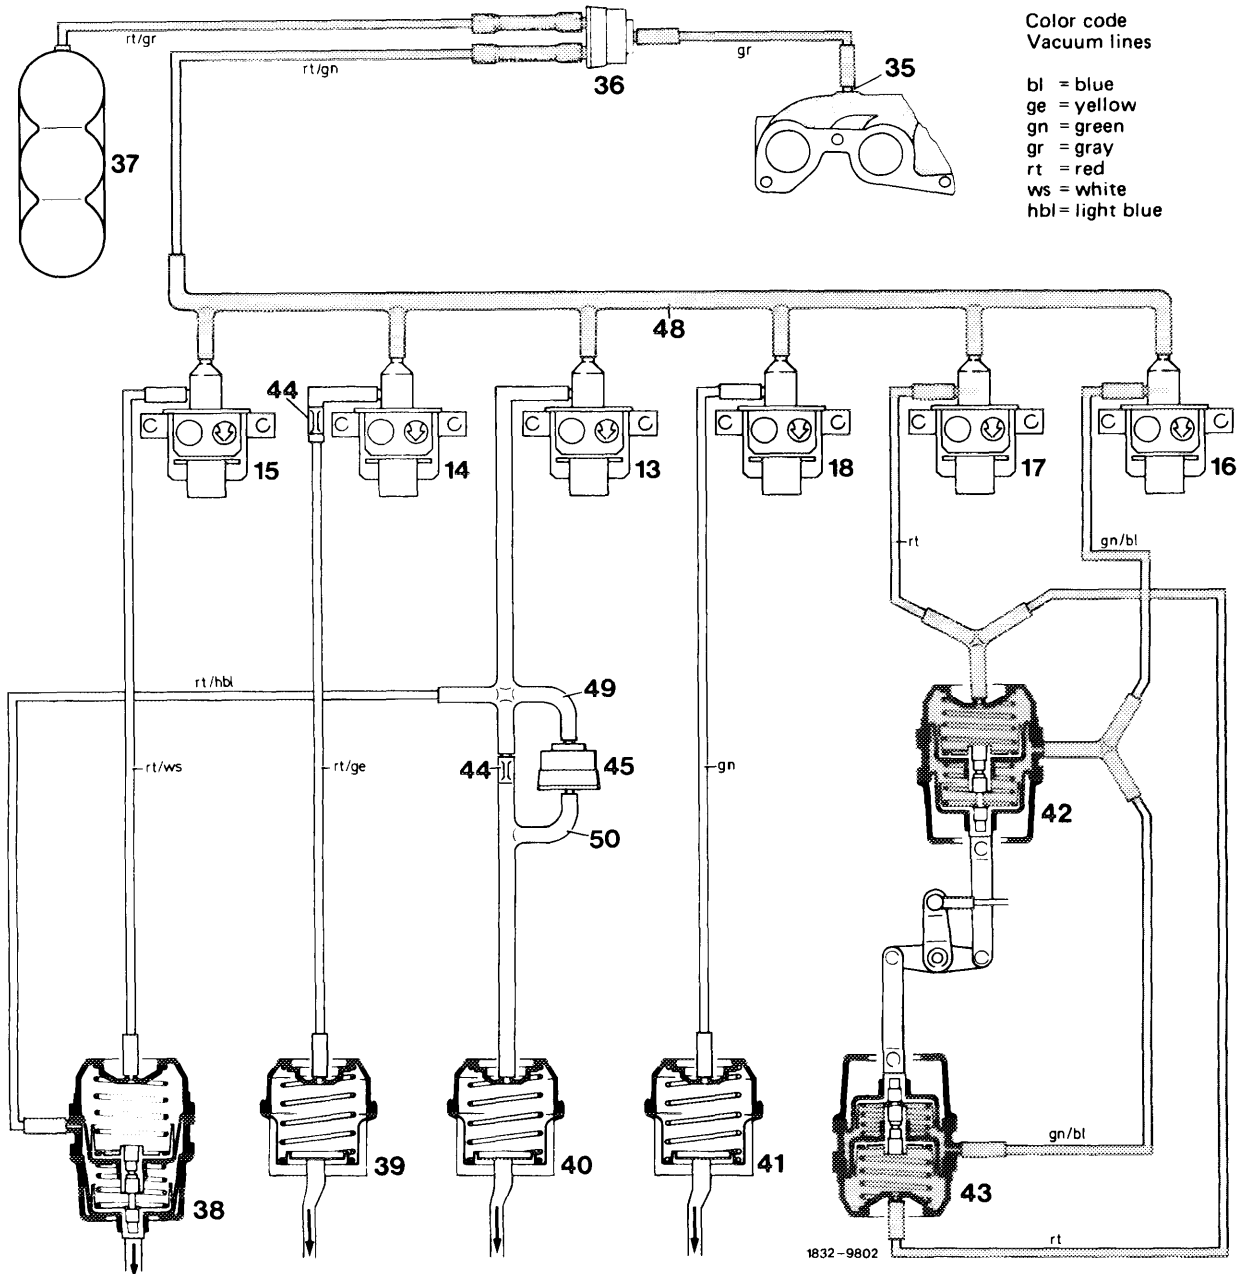 Color code
Vacuum lines
bl = blue
ge = yellow
gn = green
gr = gray
rt = red
ws = white
hbl = light blue
rt/gr
rt/gn
gr
35
36
37
48
44
15
14
13
18
17
16
rt
gn/bl
rt/hbl
49
rt/ws
rt/ge
44
45
gn
50
42
38
39
40
41
43
gn/bl
rt
1832-9802